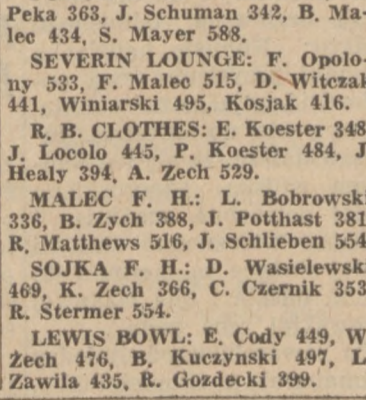 Peka 363, J. Schuman 342, B. Ma-
lec 434, S. Mayer 588.
SEVERIN LOUNGE: F. Opolo-
ny 533, F. Malec 515, D. Witczak
441, Winiarski 495, Kosjak 416.
R. B. CLOTHES: E. Koester 348
J. Locolo 445, P. Koester 484, J.
Healy 394, A. Zech 529.
MALEC F. H.: L. Bobrowski
336, B. Zych 388, J. Potthast 381
R. Matthews 516, J. Schlieben 554
SOJKA F. H.: D. Wasielewsk
469, K. Zech 366, C. Czernik 353
R. Stermer 554.
LEWIS BOWL: E. Cody 449, W
Żech 476, B. Kuczynski 497, L
Zawila 435, R. Gozdecki 399.